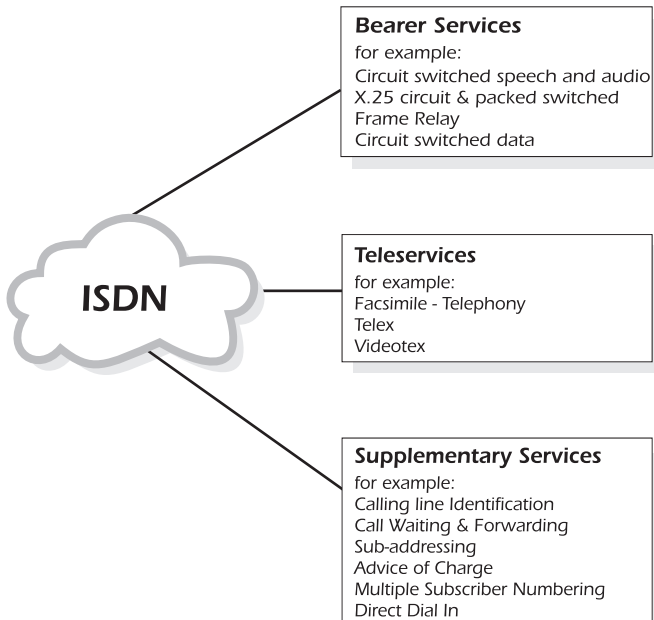 Bearer Services
for example:
Circuit switched speech and audio
X.25 circuit & packed switched
Frame Relay
Circuit switched data
ISDN
Teleservices
for example:
Facsimile - Telephony
Telex
Videotex
Supplementary Services
for example:
Calling line Identification
Call Waiting & Forwarding
Sub-addressing
Advice of Charge
Multiple Subscriber Numbering
Direct Dial In